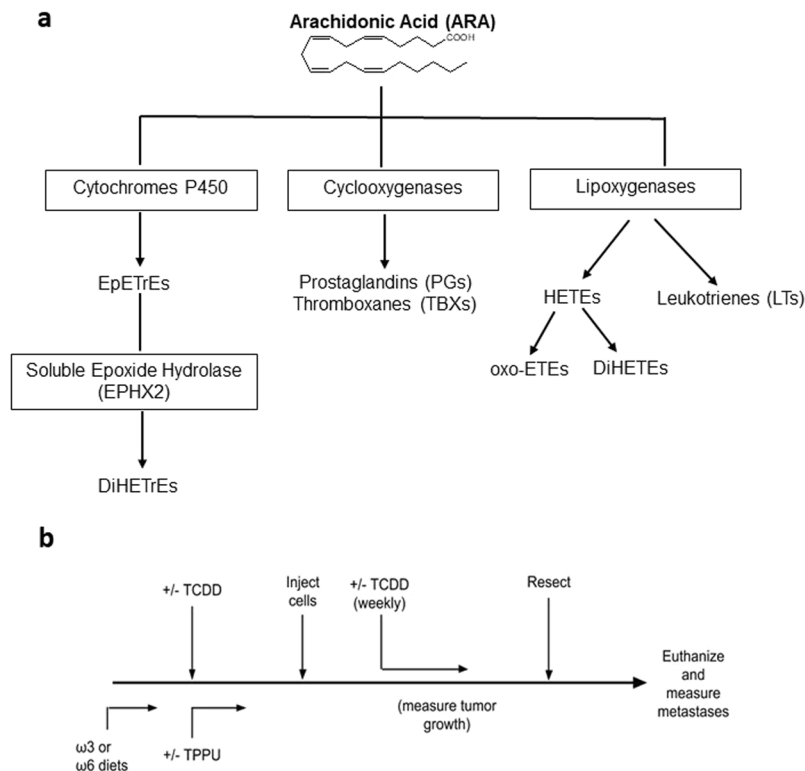 a
Arachidonic Acid (ARA)
COOH
Cytochromes P450
Cyclooxygenases
Lipoxygenases
EpETrEs
Prostaglandins (PGs)
Thromboxanes (TBXs)
HETEs
Leukotrienes (LTs)
Soluble Epoxide Hydrolase
(EPHX2)
oxo-ETEs
DiHETEs
DiHETrEs
b
+/- TCDD
Inject
cells
+/- TCDD
(weekly)
Resect
Euthanize
and
measure
metastases
(measure tumor
growth)
ω3 or
ω6 diets
+/- TPPU